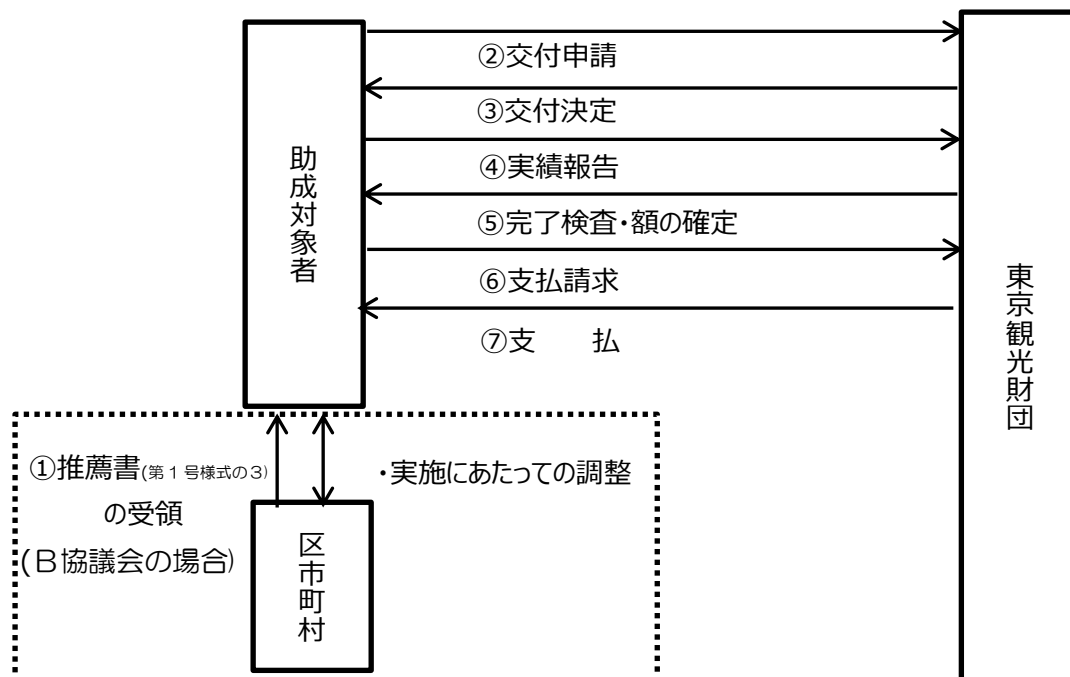 ②交付申請
③交付決定
④実績報告
⑤完了検査・額の確定
⑥支払請求
⑦支　　払
助成対象者
東京観光財団
①推薦書(第１号様式の３)
の受領
(Ｂ協議会の場合)
・実施にあたっての調整
区市町村